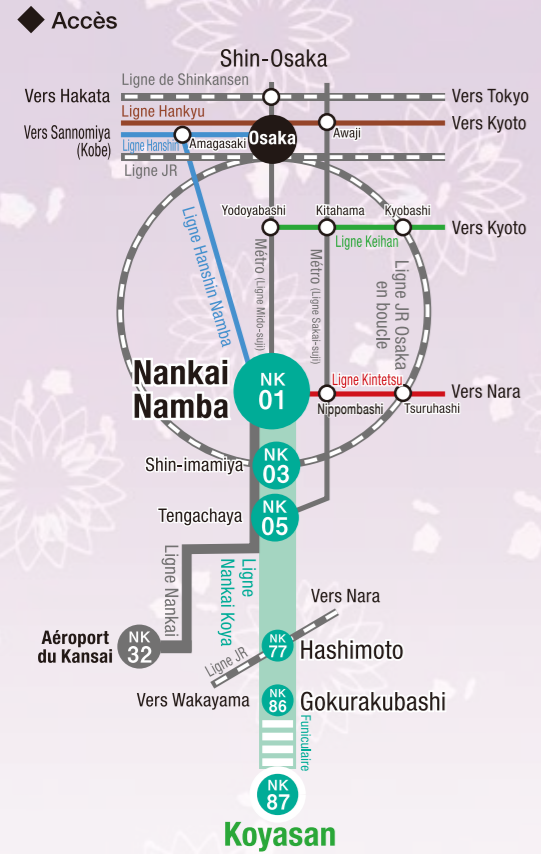 Accès
Shin-Osaka
Ligne de Shinkansen
Vers Hakata
Vers Tokyo
Ligne Hankyu
Vers Kyoto
Vers Sannomiya
(Kobe)
Ligne Hanshin
Amagasaki
Osaka
Awaji
Ligne JR
Yodoyabashi
Kitahama
Kyobashi
Vers Kyoto
Ligne Keihan
Ligne Hanshin Namba
Métro (Ligne Mido-suji)
Métro (Ligne Sakai-suji)
Ligne JR Osaka
en boucle
Nankai
Namba
NK
01
Ligne Kintetsu
Vers Nara
Nippombashi
Tsuruhashi
Shin-imamiya
NK
03
Tengachaya
NK
05
Ligne Nankai
Ligne
Nankai Koya
Aéroport
du Kansai
NK
32
Vers Nara
Ligne JR
NK
77
Hashimoto
Vers Wakayama
NK
86
Gokurakubashi
Funiculaire
NK
87
Koyasan